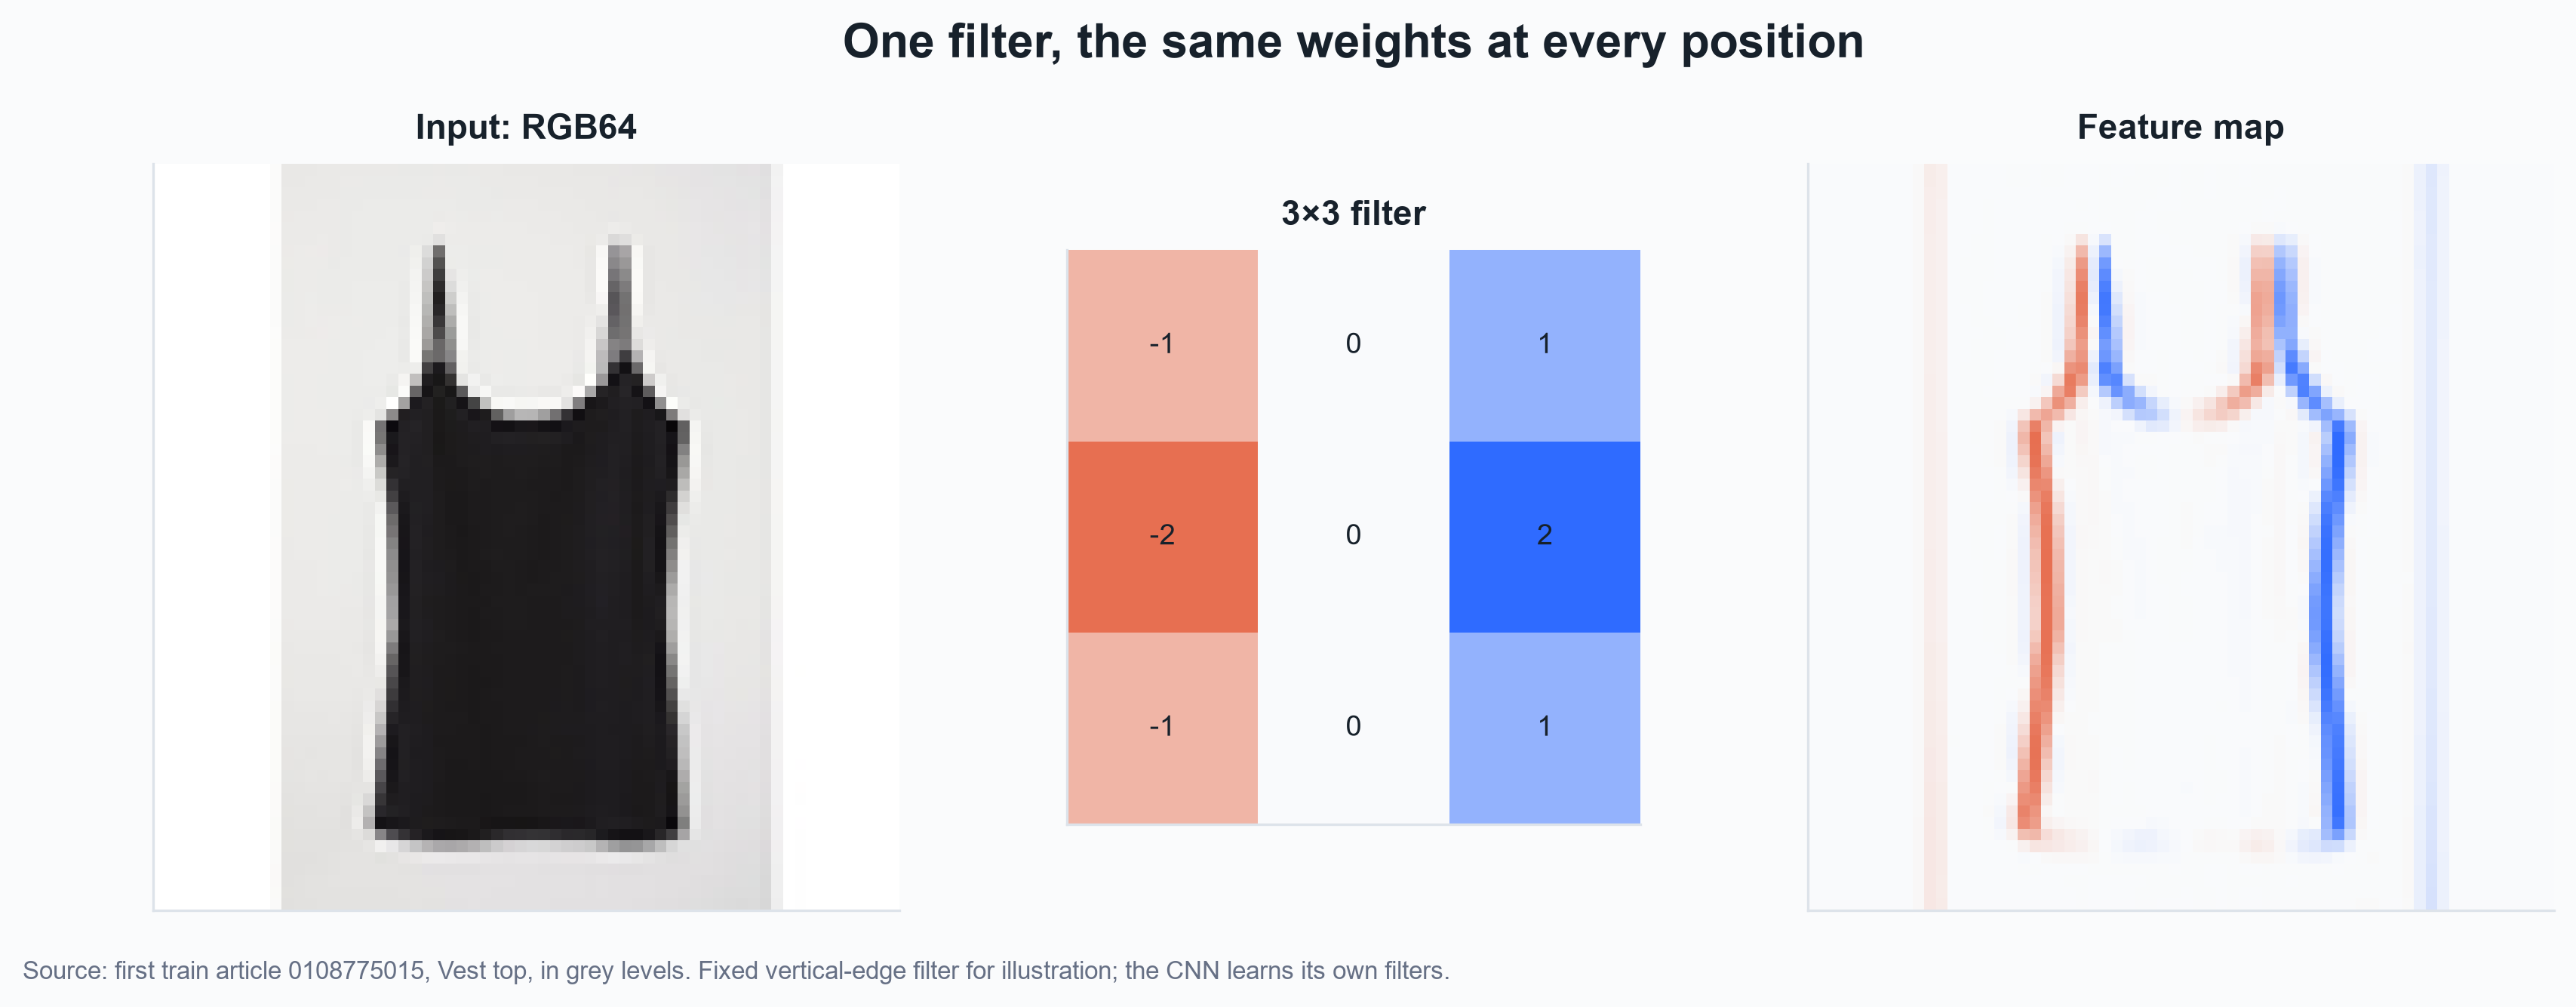 One filter, the same weights at every position
Input: RGB64
3×3 filter
Feature map
-1 0 1
-2 0 2
-1 0 1
Source: first train article 0108775015, Vest top, in grey levels. Fixed vertical-edge filter for illustration; the CNN learns its own filters.